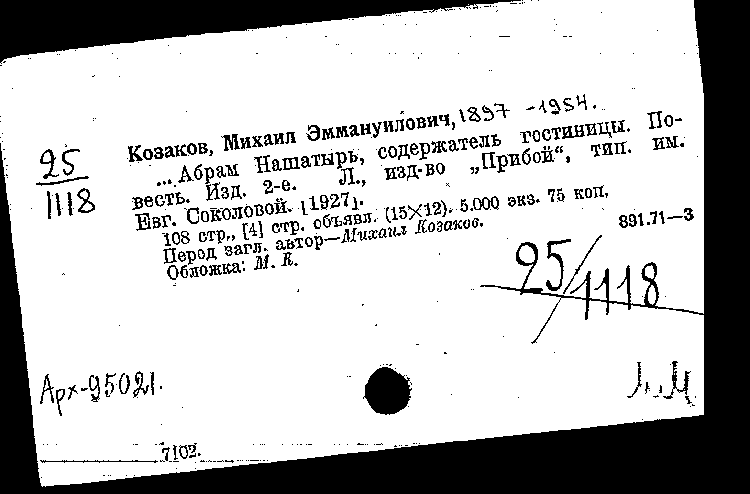 Козаков, Михаил Эммануилович, 1897 - 1954.
25
1118
...Абрам Нашатырь, содержатель гостиницы. По-
весть. Изд. 2-е. Л., изд-во „Прибой“, тип. им.
Евг. Соколовой. [1927].
108 стр., [4] стр. объявл. (15×12). 5.000 экз. 75 коп.
Перед загл. автор—Михаил Козаков.
Обложка: М. К.
891.71—3
25/1118
Арх-95021.
7102.